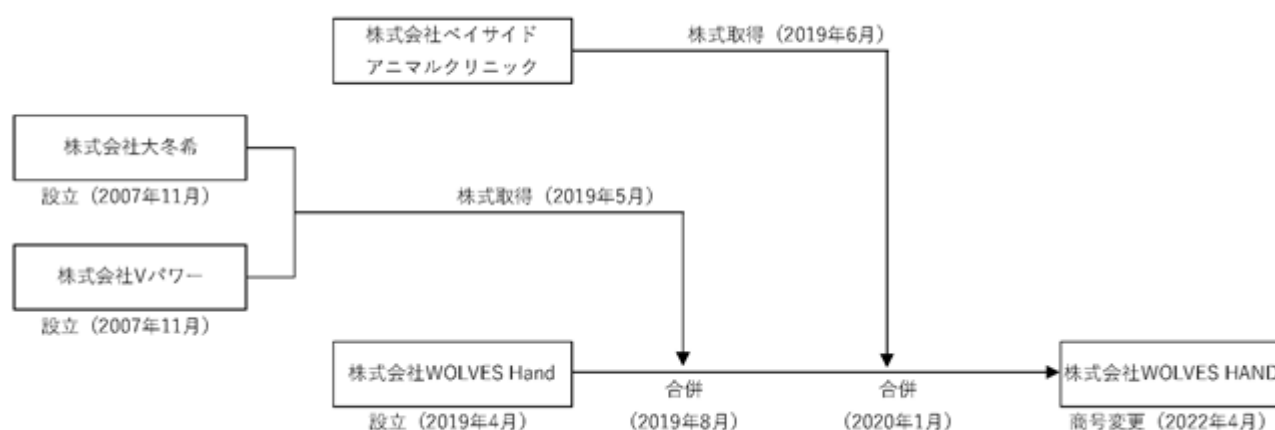 株式会社ベイサイド
アニマルクリニック
株式取得（2019年6月）
株式会社大冬希
設立（2007年11月）
株式取得（2019年5月）
株式会社Vパワー
設立（2007年11月）
株式会社WOLVES Hand
設立（2019年4月）
合併
（2019年8月）
合併
（2020年1月）
株式会社WOLVES HAND
商号変更（2022年4月）